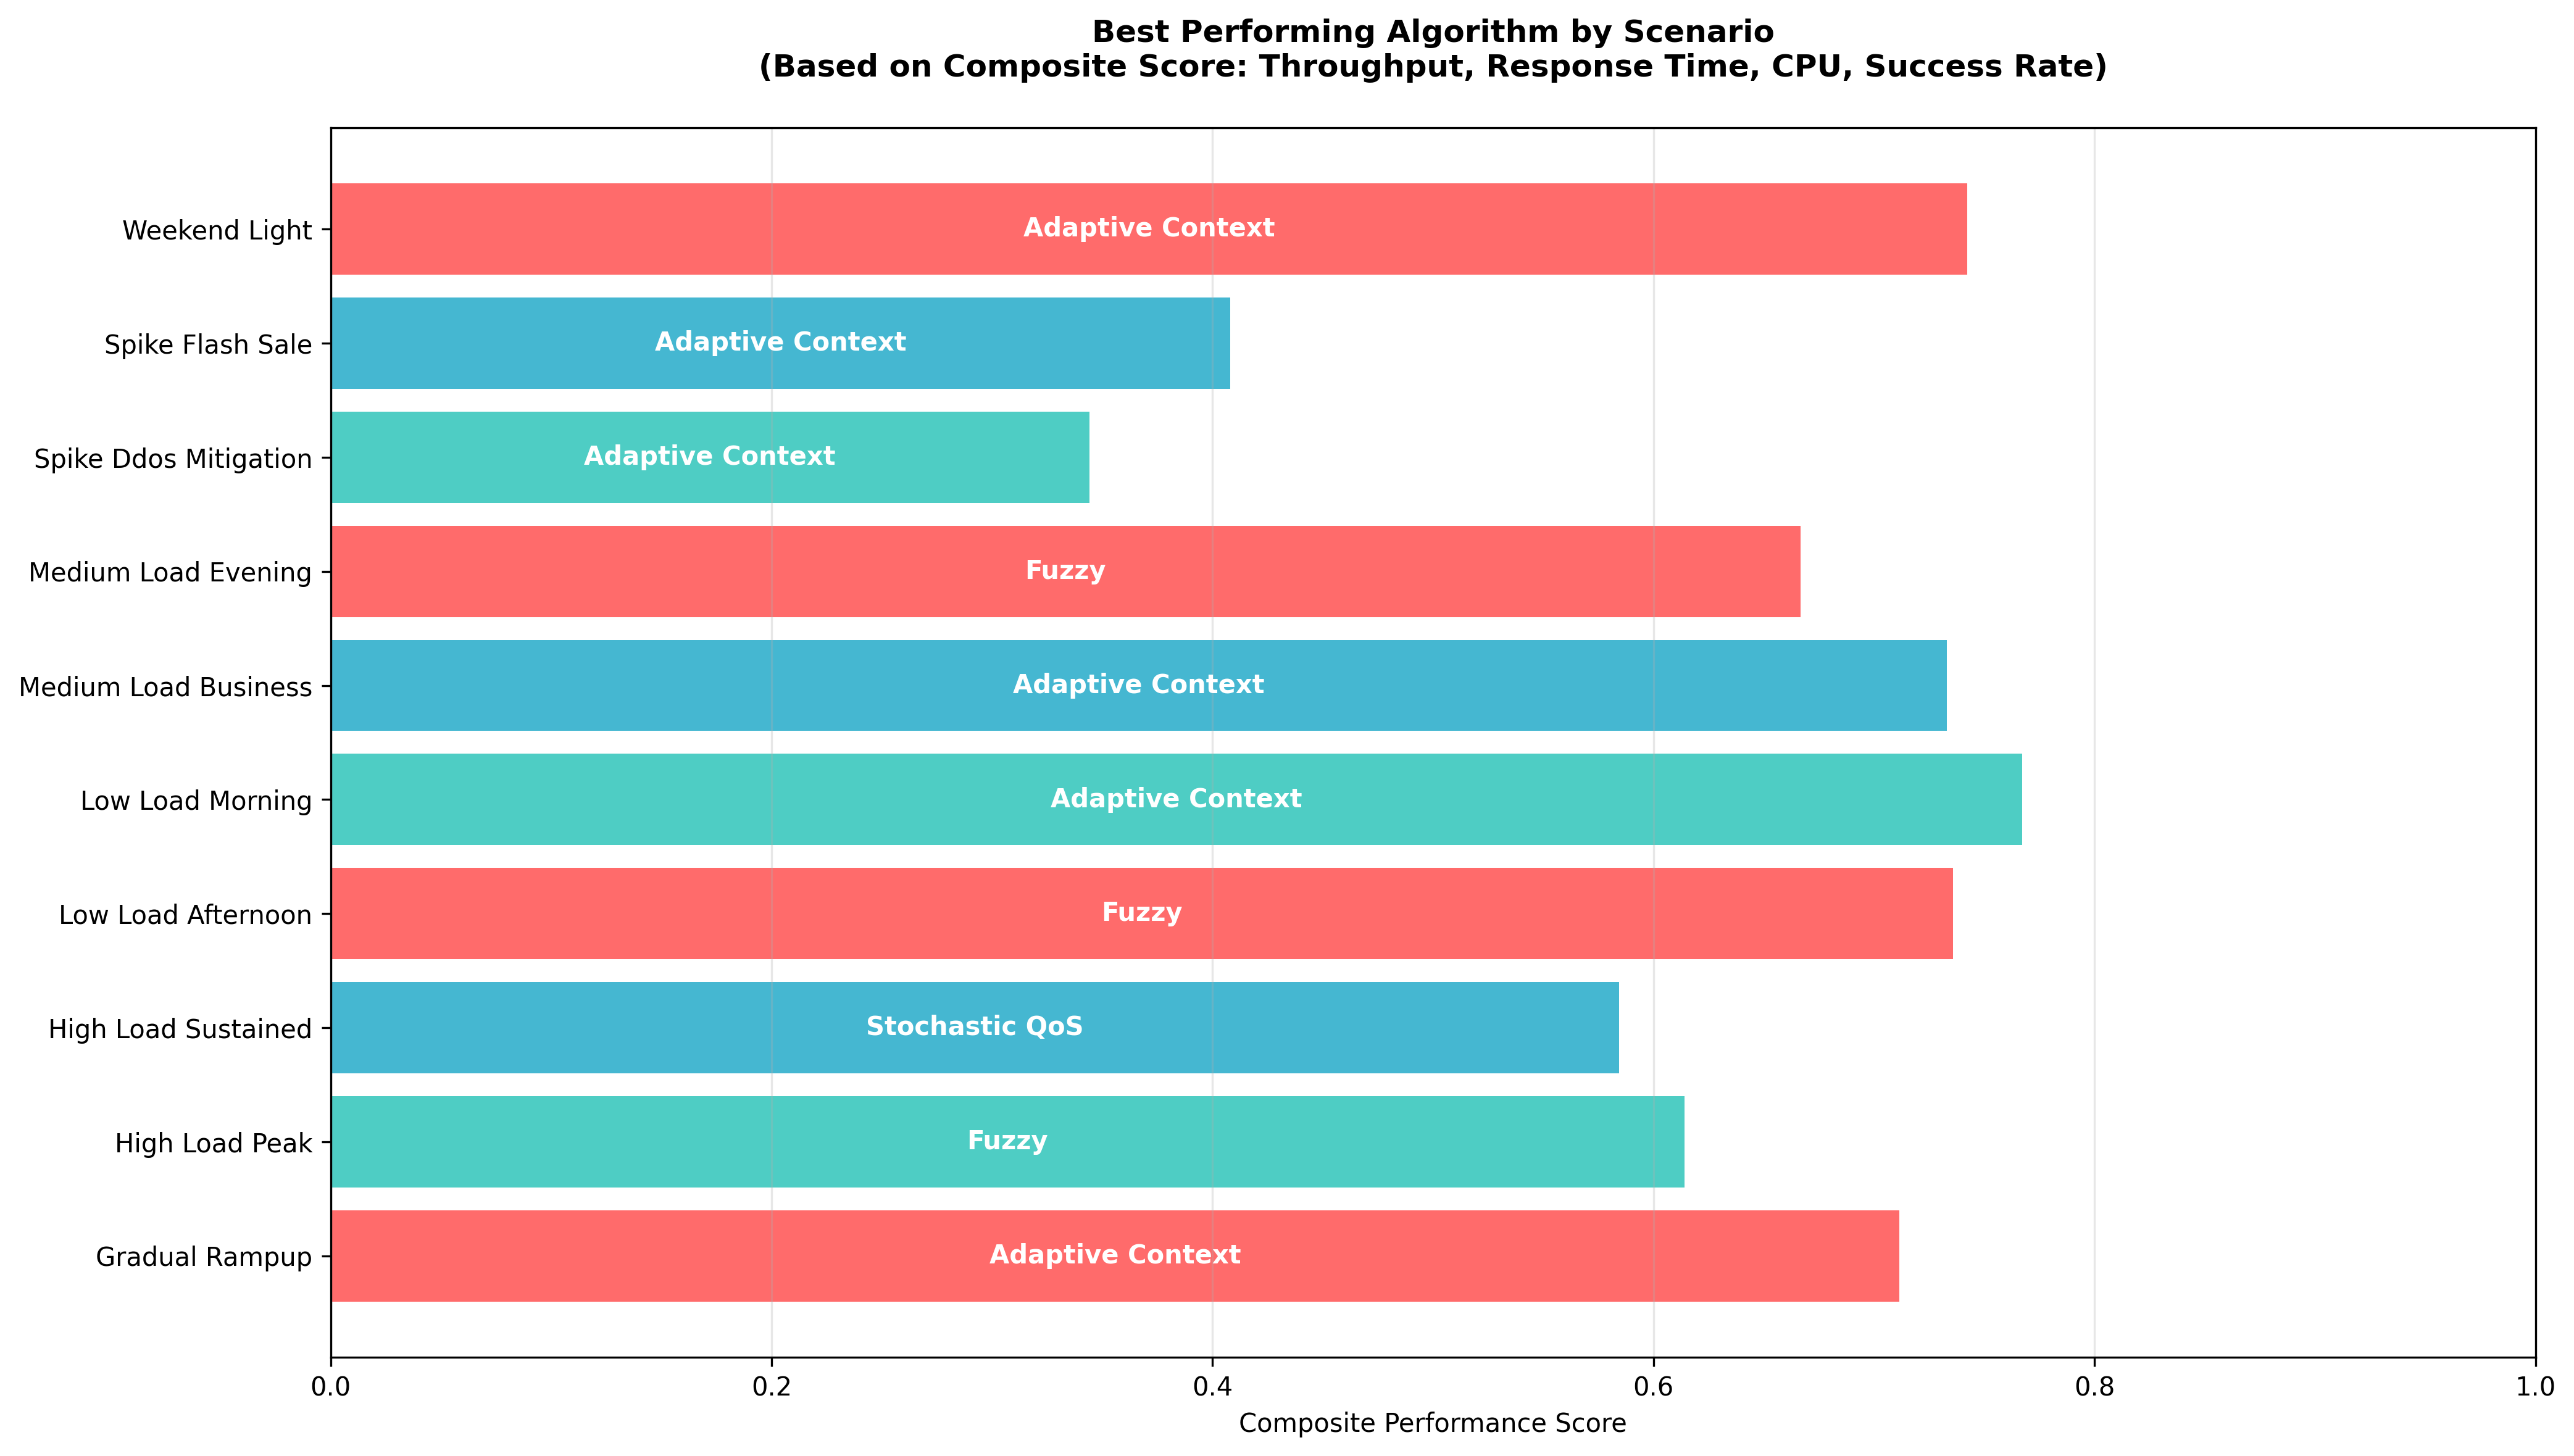 Best Performing Algorithm by Scenario
(Based on Composite Score: Throughput, Response Time, CPU, Success Rate)
Weekend Light
Adaptive Context
Spike Flash Sale
Adaptive Context
Spike Ddos Mitigation
Adaptive Context
Medium Load Evening
Fuzzy
Medium Load Business
Adaptive Context
Low Load Morning
Adaptive Context
Low Load Afternoon
Fuzzy
High Load Sustained
Stochastic QoS
High Load Peak
Fuzzy
Gradual Rampup
Adaptive Context
0.0 0.2 0.4 0.6 0.8 1.0
Composite Performance Score